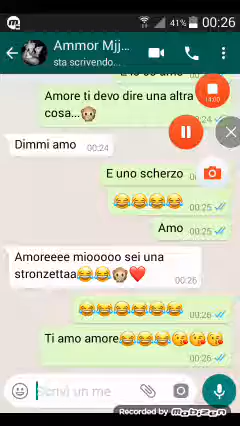 41% 00:26
Ammor Mjj...
sta scrivendo...
Amore ti devo dire una altra
cosa...🙊 00:24
14:00
Dimmi amo 00:24
E uno scherzo
😂😂😂😂😂 00:25
Amo 00:25
Amoreeee miooooo sei una
stronzettaa😂😂🙊❤ 00:26
😂😂😂😂😂😂 00:26
Ti amo amore😂😂😂😘😘😘
00:26
Scrivi un me
Recorded by Mobizen